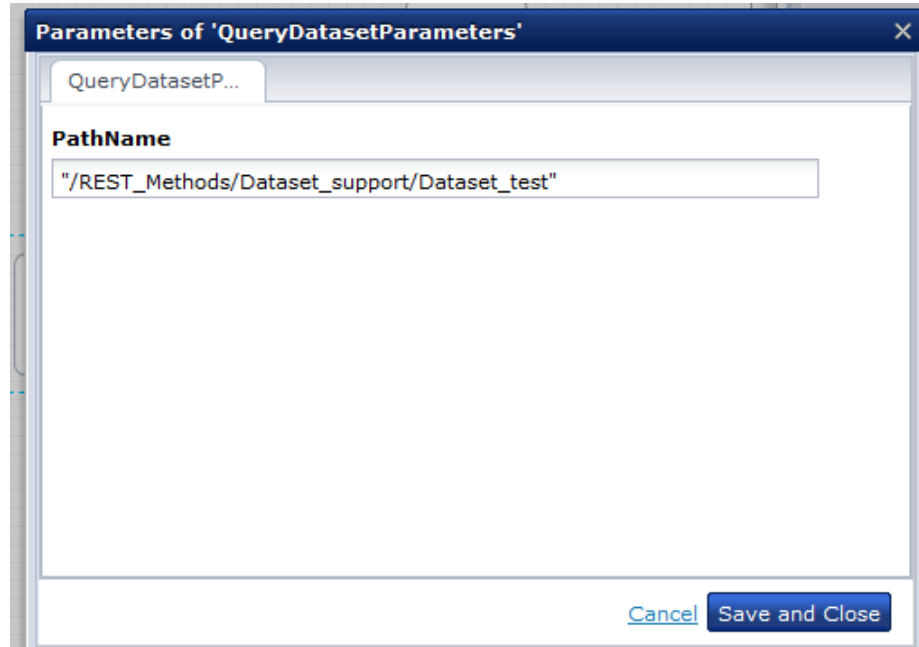 Parameters of 'QueryDatasetParameters'
QueryDatasetP...
PathName
"/REST_Methods/Dataset_support/Dataset_test"
Cancel Save and Close